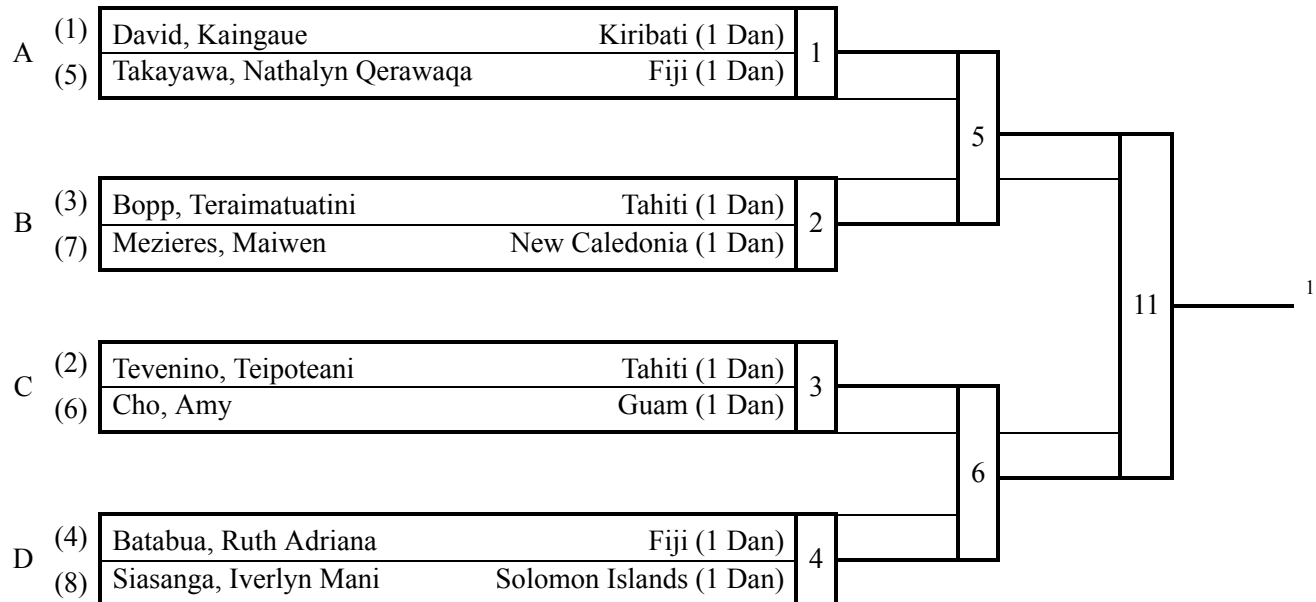 A (1) David, Kaingaue Kiribati (1 Dan) 1
(5) Takayawa, Nathalyn Qerawaqa Fiji (1 Dan)
5
B (3) Bopp, Teraimatuatini Tahiti (1 Dan) 2
(7) Mezieres, Maiwen New Caledonia (1 Dan)
11 1
C (2) Tevenino, Teipoteani Tahiti (1 Dan) 3
(6) Cho, Amy Guam (1 Dan)
6
D (4) Batabua, Ruth Adriana Fiji (1 Dan) 4
(8) Siasanga, Iverlyn Mani Solomon Islands (1 Dan)